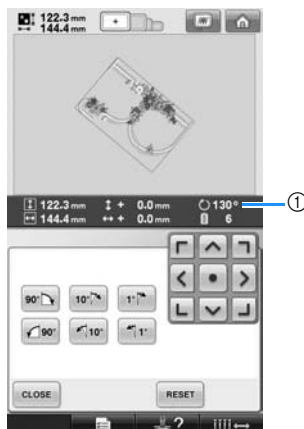 122.3 mm
144.4 mm
122.3 mm + 0.0 mm 130°
144.4 mm + 0.0 mm 6
①
90° 10° 1°
90° 10° 1°
CLOSE RESET
?